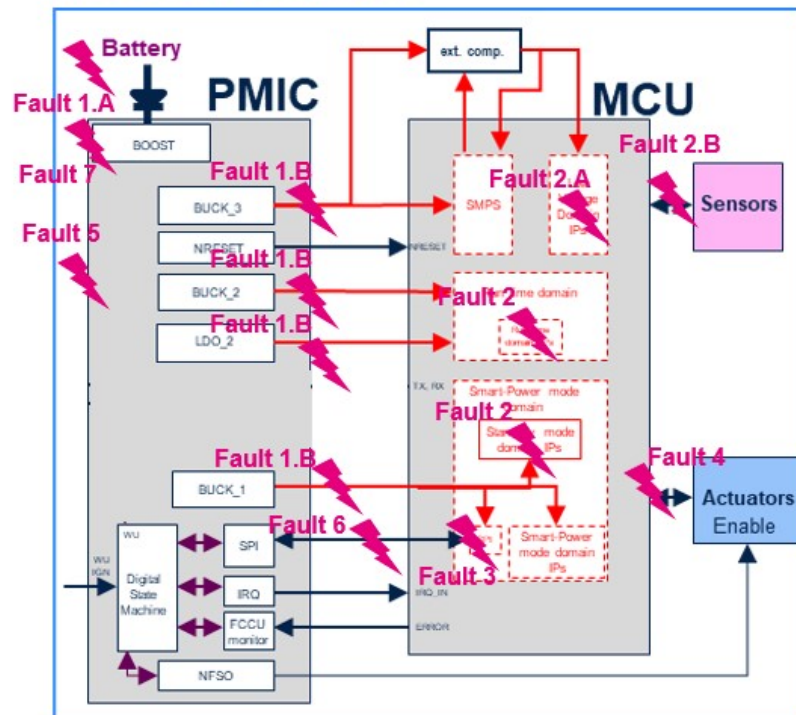 Battery
ext. comp.
PMIC
MCU
Fault 1.A
BOOST
Fault 2.B
Fault 7
Fault 1.B
Fault 2.A
SMPS
Sensors
BUCK_3
IPs
Fault 5
NRESET
NRESET
Fault 1.B
BUCK_2
Fault 2
domain
Fault 1.B
LDO_2
TX, RX
Smart-Power mode
domain
Fault 2
mode
IPs
Fault 1.B
Fault 4
BUCK_1
Actuators
Enable
Fault 6
WU
WU
IGN
SPI
Smart-Power
mode domain
IPs
Fault 3
Digital
State
Machine
IRQ
IRQ_IN
FCCU
monitor
ERROR
NFSO